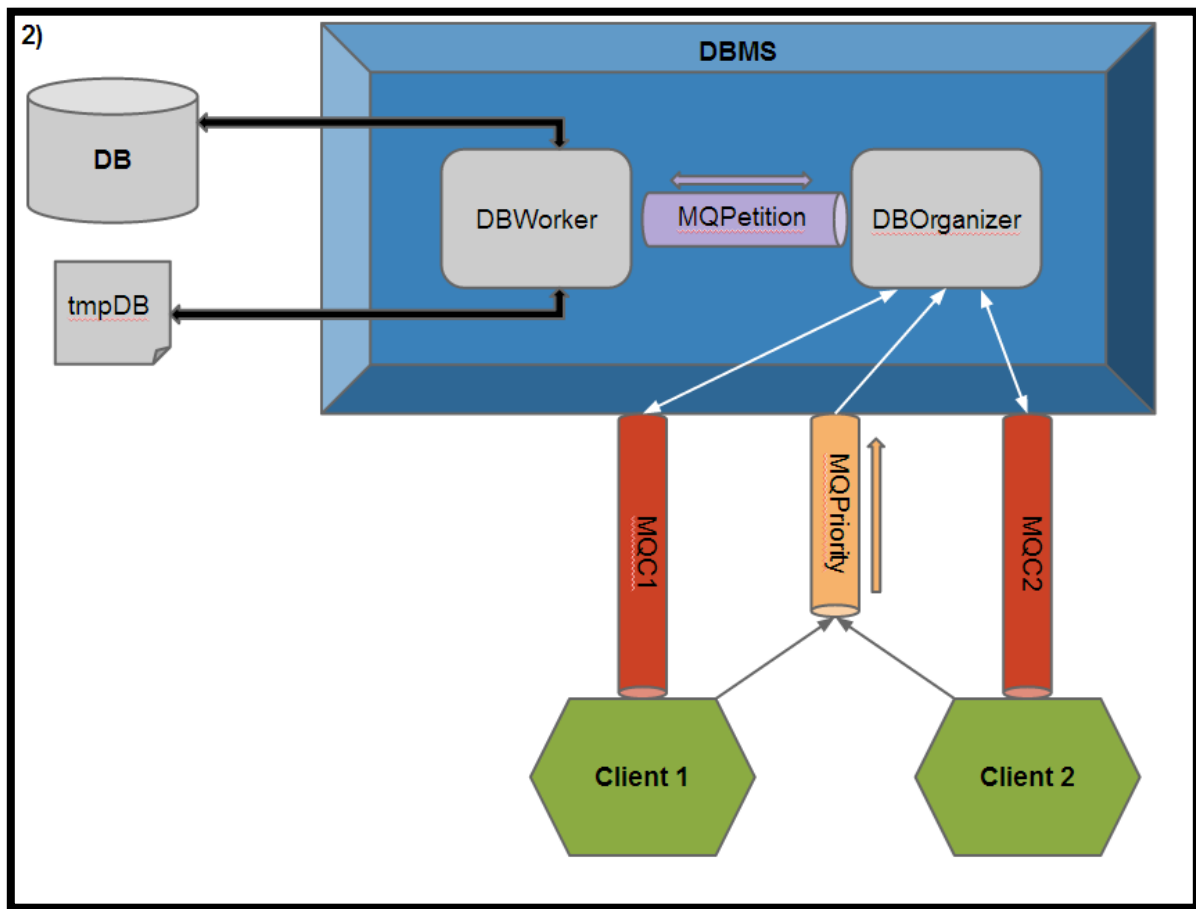 2)
DBMS
DB
DBWorker
MQPetition
DBOrganizer
tmpDB
MQC1
MQPriority
MQC2
Client 1
Client 2